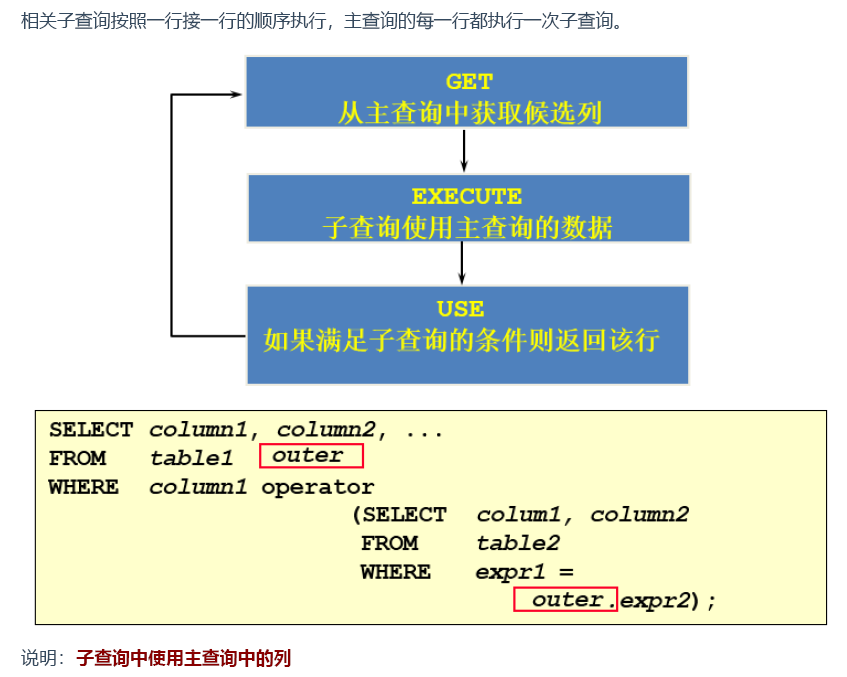 相关子查询按照一行接一行的顺序执行，主查询的每一行都执行一次子查询。
GET
从主查询中获取候选列
EXECUTE
子查询使用主查询的数据
USE
如果满足子查询的条件则返回该行
SELECT column1, column2, ...
FROM table1 outer
WHERE column1 operator
(SELECT colum1, column2
FROM table2
WHERE expr1 =
outer.expr2);
说明：子查询中使用主查询中的列